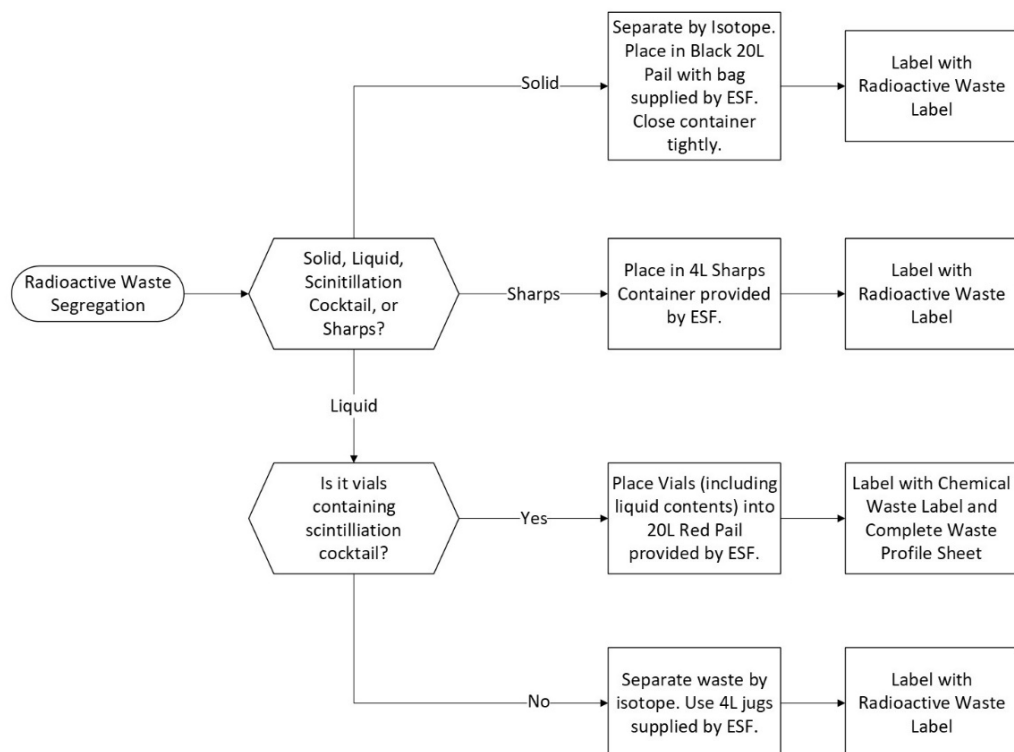 Separate by Isotope.
Place in Black 20L
Pail with bag
supplied by ESF.
Close container
tightly.
Label with
Radioactive Waste
Label
Solid
Radioactive Waste
Segregation
Solid, Liquid,
Scinitillation
Cocktail, or
Sharps?
Sharps
Place in 4L Sharps
Container provided
by ESF.
Label with
Radioactive Waste
Label
Liquid
Is it vials
containing
scintilliation
cocktail?
Yes
Place Vials (including
liquid contents) into
20L Red Pail
provided by ESF.
Label with Chemical
Waste Label and
Complete Waste
Profile Sheet
No
Separate waste by
isotope. Use 4L jugs
supplied by ESF.
Label with
Radioactive Waste
Label